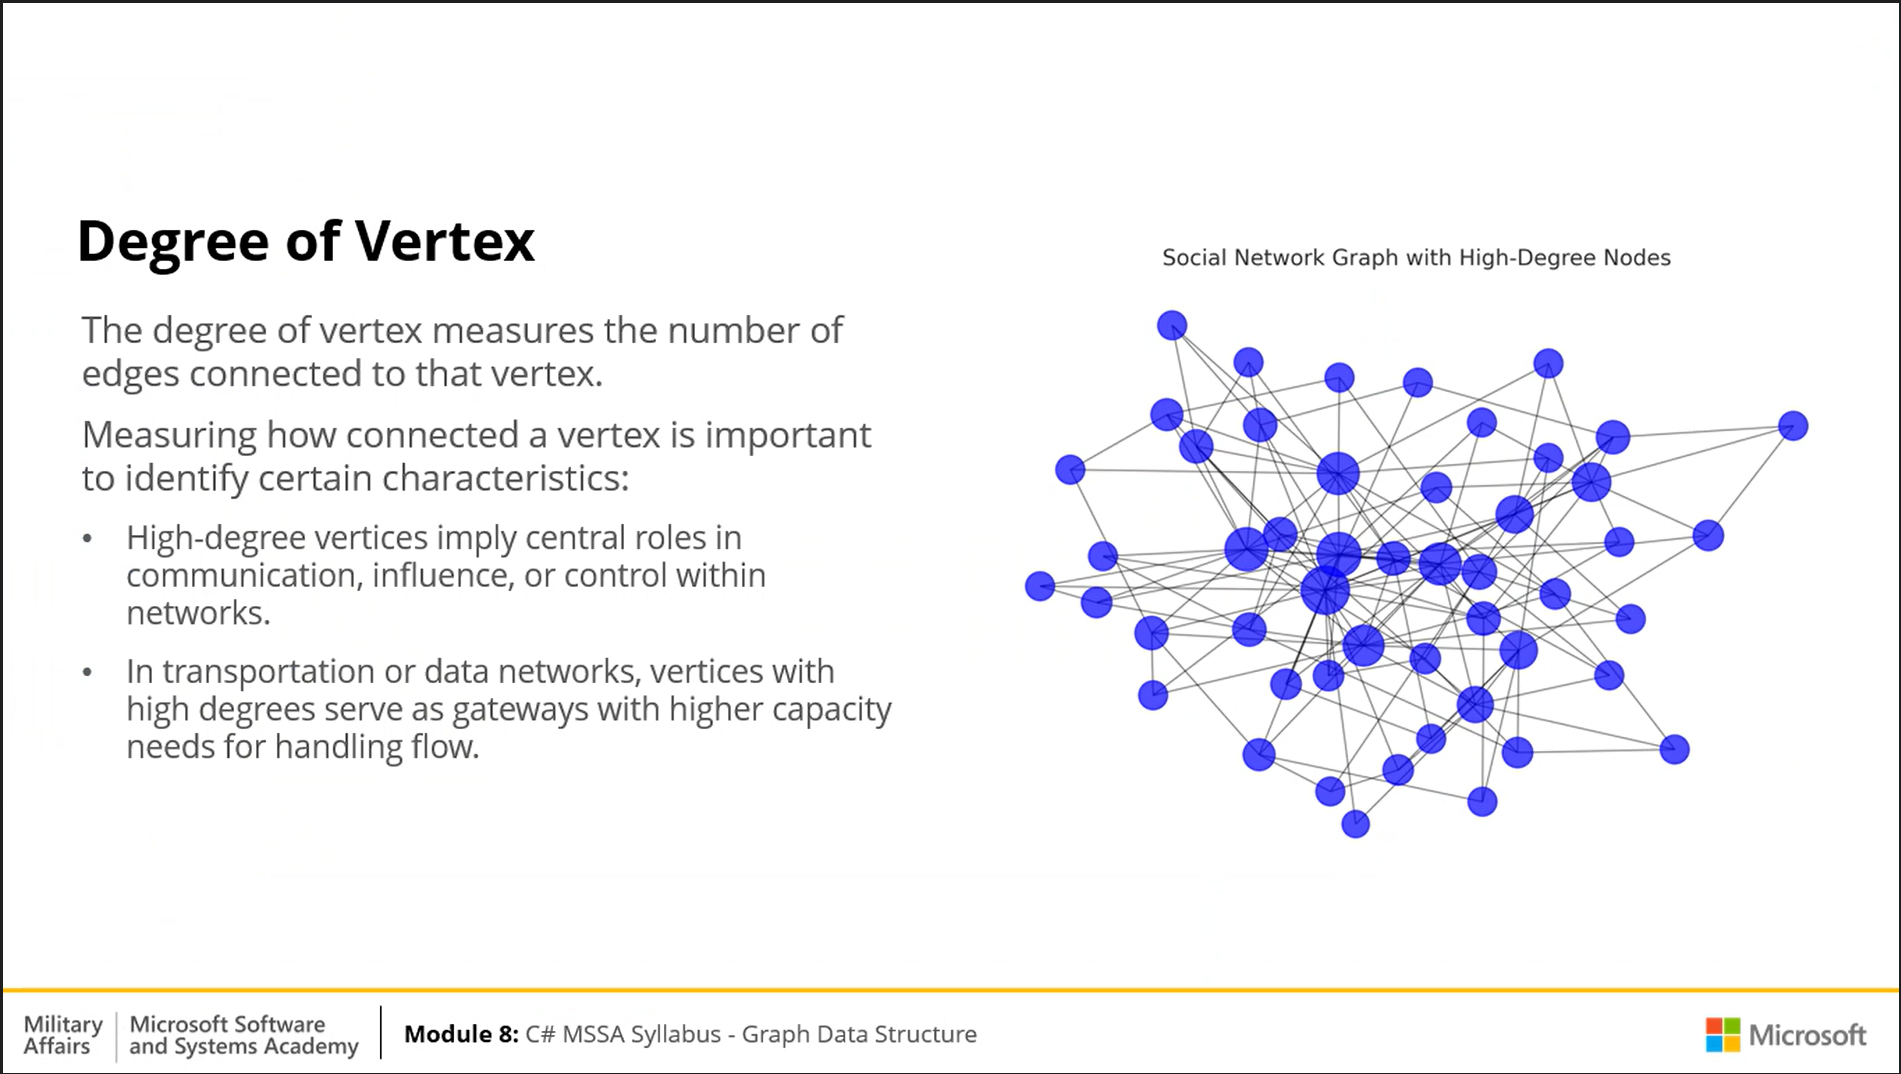 Degree of Vertex
The degree of vertex measures the number of
edges connected to that vertex.
Measuring how connected a vertex is important
to identify certain characteristics:
• High-degree vertices imply central roles in
communication, influence, or control within
networks.
• In transportation or data networks, vertices with
high degrees serve as gateways with higher capacity
needs for handling flow.
Social Network Graph with High-Degree Nodes
Military
Affairs
Microsoft Software
and Systems Academy
Module 8: C# MSSA Syllabus - Graph Data Structure
Microsoft